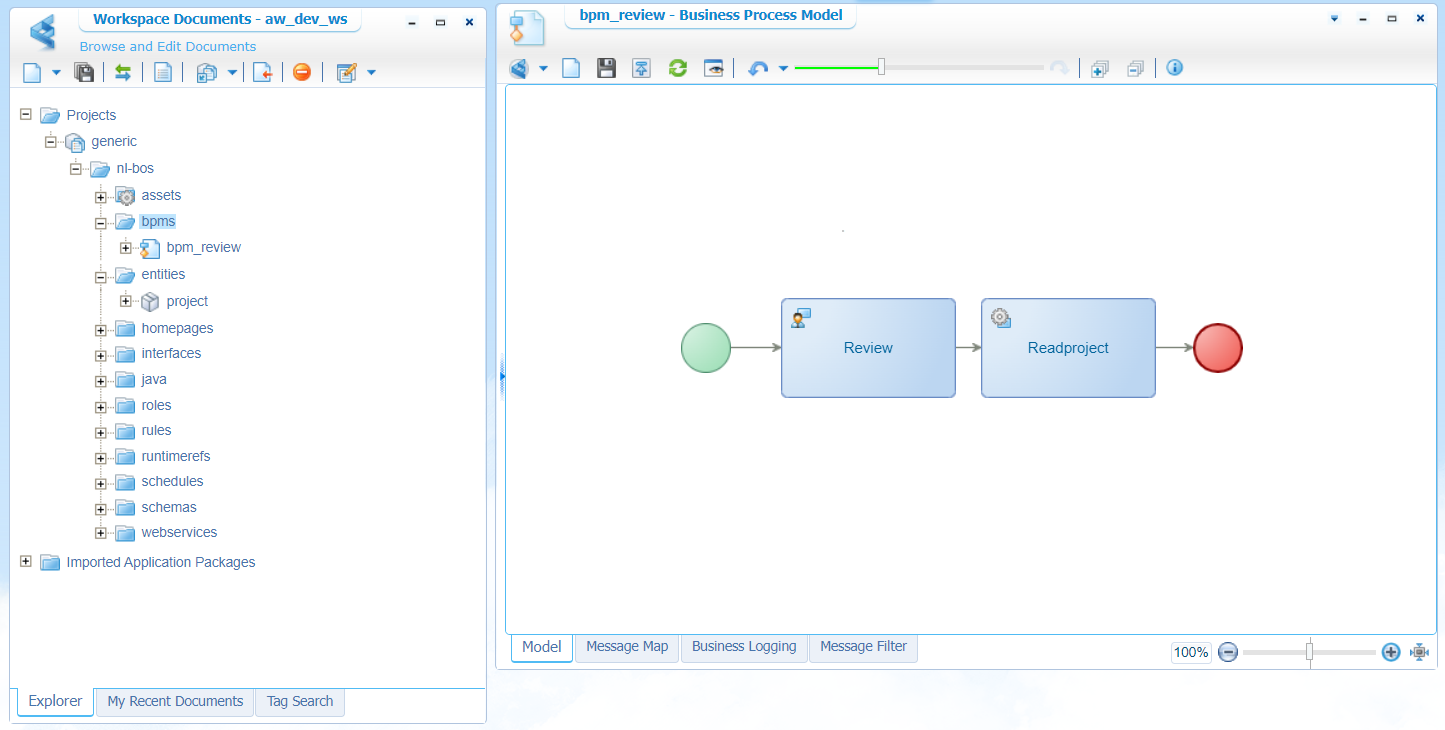 Workspace Documents - aw_dev_ws
Browse and Edit Documents
Projects
generic
nl-bos
assets
bpms
bpm_review
entities
project
homepages
interfaces
java
roles
rules
runtimerefs
schedules
schemas
webservices
Imported Application Packages
Explorer
My Recent Documents
Tag Search
bpm_review - Business Process Model
Review
Readproject
Model
Message Map
Business Logging
Message Filter
100%